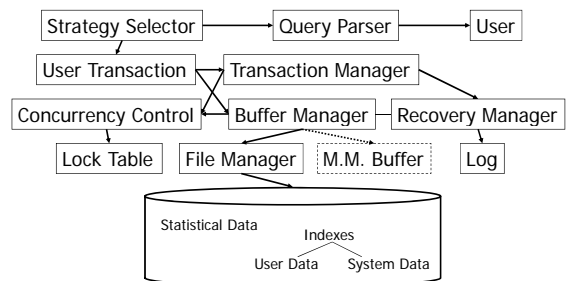 Strategy Selector
Query Parser
User
User Transaction
Transaction Manager
Concurrency Control
Buffer Manager
Recovery Manager
Lock Table
File Manager
M.M. Buffer
Log
Statistical Data
Indexes
User Data
System Data